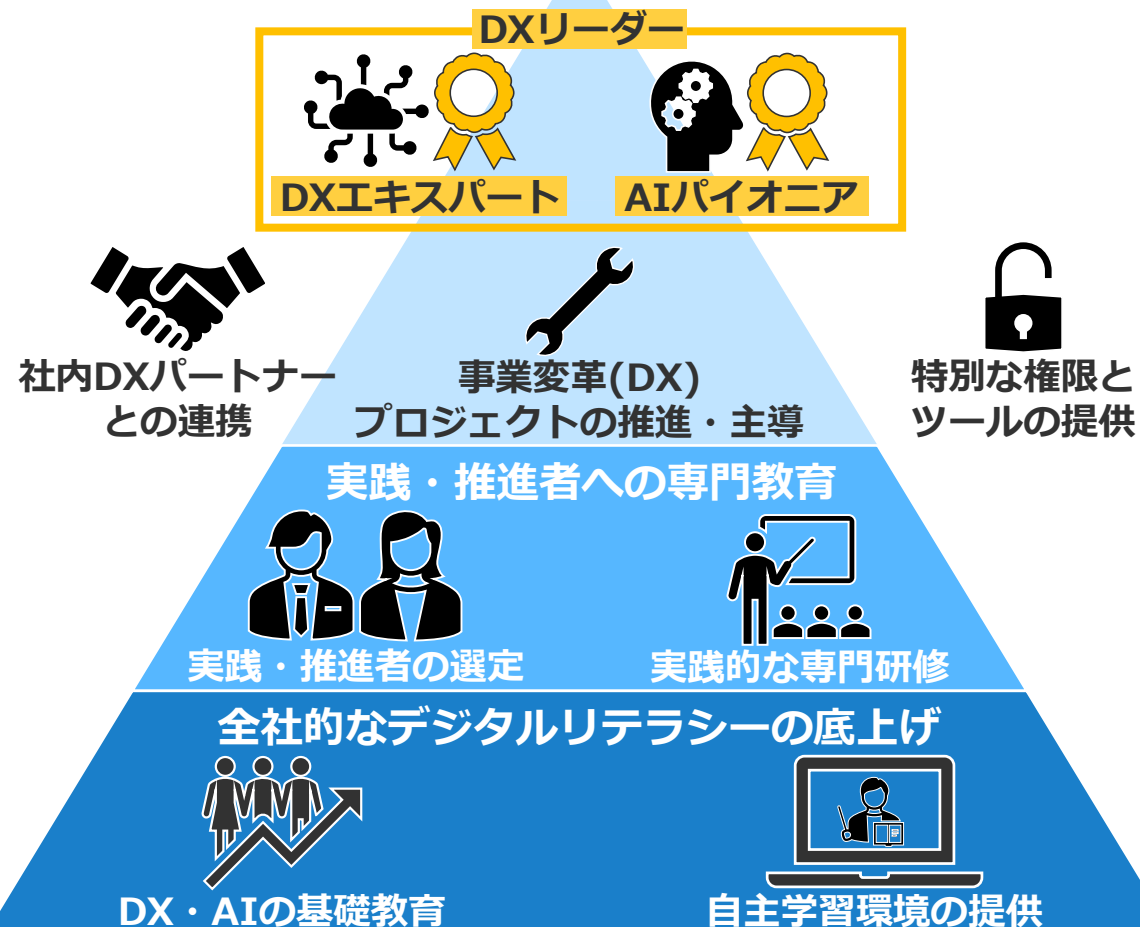 DXリーダー
DXエキスパート
AIパイオニア
社内DXパートナー
との連携
事業変革(DX)
プロジェクトの推進・主導
特別な権限と
ツールの提供
実践・推進者への専門教育
実践・推進者の選定
実践的な専門研修
全社的なデジタルリテラシーの底上げ
DX・AIの基礎教育
自主学習環境の提供